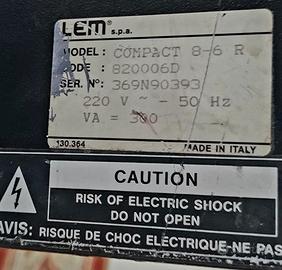 LEM® s.p.a.
MODEL: COMPACT 8-6 R
CODE: 820006D
SER. Nº: 369N90393
220 V ~ - 50 Hz
VA = 300
130.364 MADE IN ITALY
CAUTION
RISK OF ELECTRIC SHOCK
DO NOT OPEN
AVIS: RISQUE DE CHOC ELECTRIQUE-NE PAS